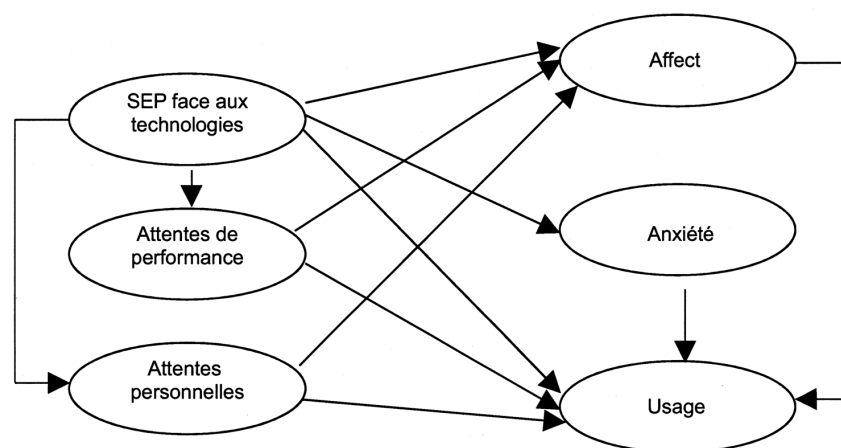 SEP face aux
technologies
Attentes de
performance
Attentes
personnelles
Affect
Anxiété
Usage